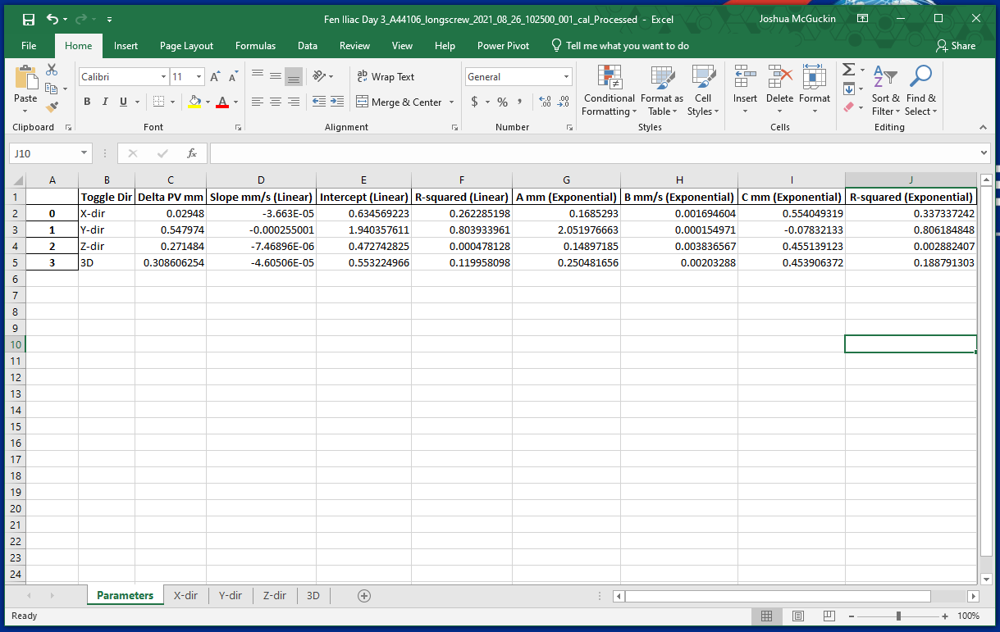 Fen Iliac Day 3_A44106_longscrew_2021_08_26_102500_001_cal_Processed - Excel
Joshua McGuckin
File Home Insert Page Layout Formulas Data Review View Help Power Pivot Tell me what you want to do Share
Paste
Calibri 11
Wrap Text
General
Conditional Formatting
Format as Table
Cell Styles
Insert Delete Format
Sort & Filter
Find & Select
B I U
Merge & Center
$ % ,
Clipboard Font Alignment Number Styles Cells Editing
J10 fx
A B C D E F G H I J
1 Toggle Dir Delta PV mm Slope mm/s (Linear) Intercept (Linear) R-squared (Linear) A mm (Exponential) B mm/s (Exponential) C mm (Exponential) R-squared (Exponential)
2 0 X-dir 0.02948 -3.663E-05 0.634569223 0.262285198 0.1685293 0.001694604 0.554049319 0.337337242
3 1 Y-dir 0.547974 -0.000255001 1.940357611 0.803933961 2.051976663 0.000154971 -0.07832133 0.806184848
4 2 Z-dir 0.271484 -7.46896E-06 0.472742825 0.000478128 0.14897185 0.003836567 0.455139123 0.002882407
5 3 3D 0.308606254 -4.60506E-05 0.553224966 0.119958098 0.250481656 0.00203288 0.453906372 0.188791303
6
7
8
9
10
11
12
13
14
15
16
17
18
19
20
21
22
23
24
Parameters X-dir Y-dir Z-dir 3D
Ready
100%